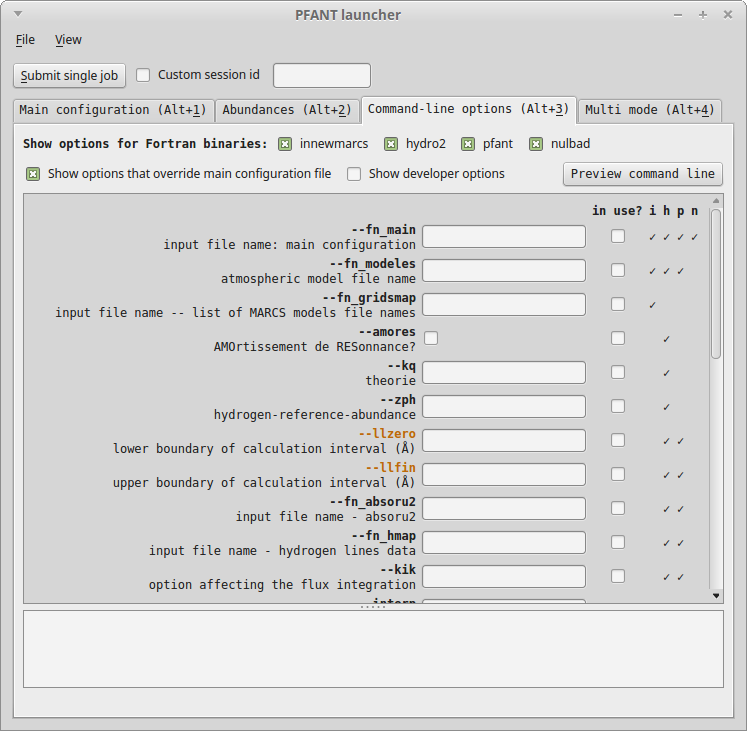 PFANT launcher
File View
Submit single job Custom session id
Main configuration (Alt+1) Abundances (Alt+2) Command-line options (Alt+3) Multi mode (Alt+4)
Show options for Fortran binaries: innewmarcs hydro2 pfant nulbad
Show options that override main configuration file Show developer options Preview command line
in use? i h p n
--fn_main ✓ ✓ ✓ ✓
input file name: main configuration
--fn_modeles ✓ ✓ ✓
atmospheric model file name
--fn_gridsmap ✓
input file name -- list of MARCS models file names
--amores ✓
AMOrtissement de RESonnance?
--kq ✓
theorie
--zph ✓
hydrogen-reference-abundance
--llzero ✓ ✓
lower boundary of calculation interval (Å)
--llfin ✓ ✓
upper boundary of calculation interval (Å)
--fn_absoru2 ✓ ✓
input file name - absoru2
--fn_hmap ✓ ✓
input file name - hydrogen lines data
--kik ✓ ✓
option affecting the flux integration